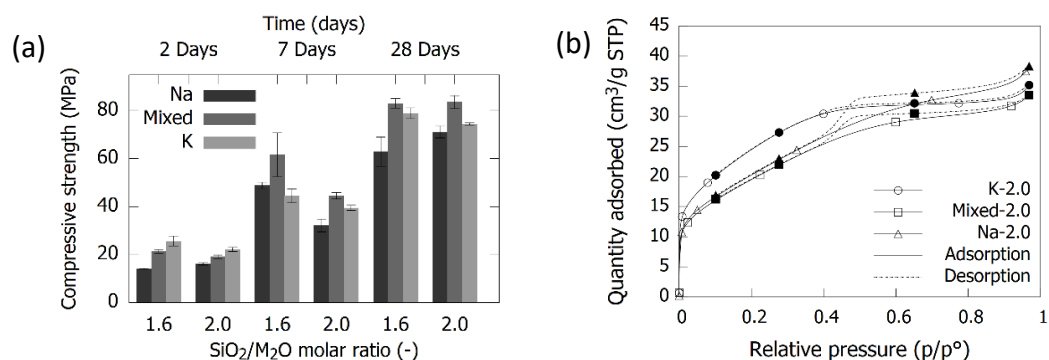 (a)
Time (days)
2 Days 7 Days 28 Days
Compressive strength (MPa)
80
60
40
20
0
Na
Mixed
K
1.6 2.0 1.6 2.0 1.6 2.0
SiO₂/M₂O molar ratio (-)
(b)
Quantity adsorbed (cm³/g STP)
45
40
35
30
25
20
15
10
5
0
K-2.0
Mixed-2.0
Na-2.0
Adsorption
Desorption
0 0.2 0.4 0.6 0.8 1
Relative pressure (p/p°)